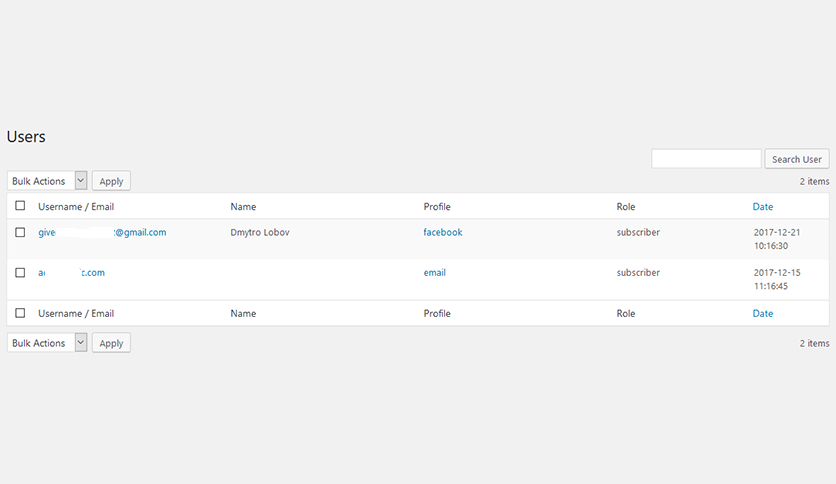 Users
Search User
Bulk Actions Apply 2 items
Username / Email Name Profile Role Date
give @gmail.com Dmytro Lobov facebook subscriber 2017-12-21
10:16:30
.com email subscriber 2017-12-15
11:16:45
Username / Email Name Profile Role Date
Bulk Actions Apply 2 items